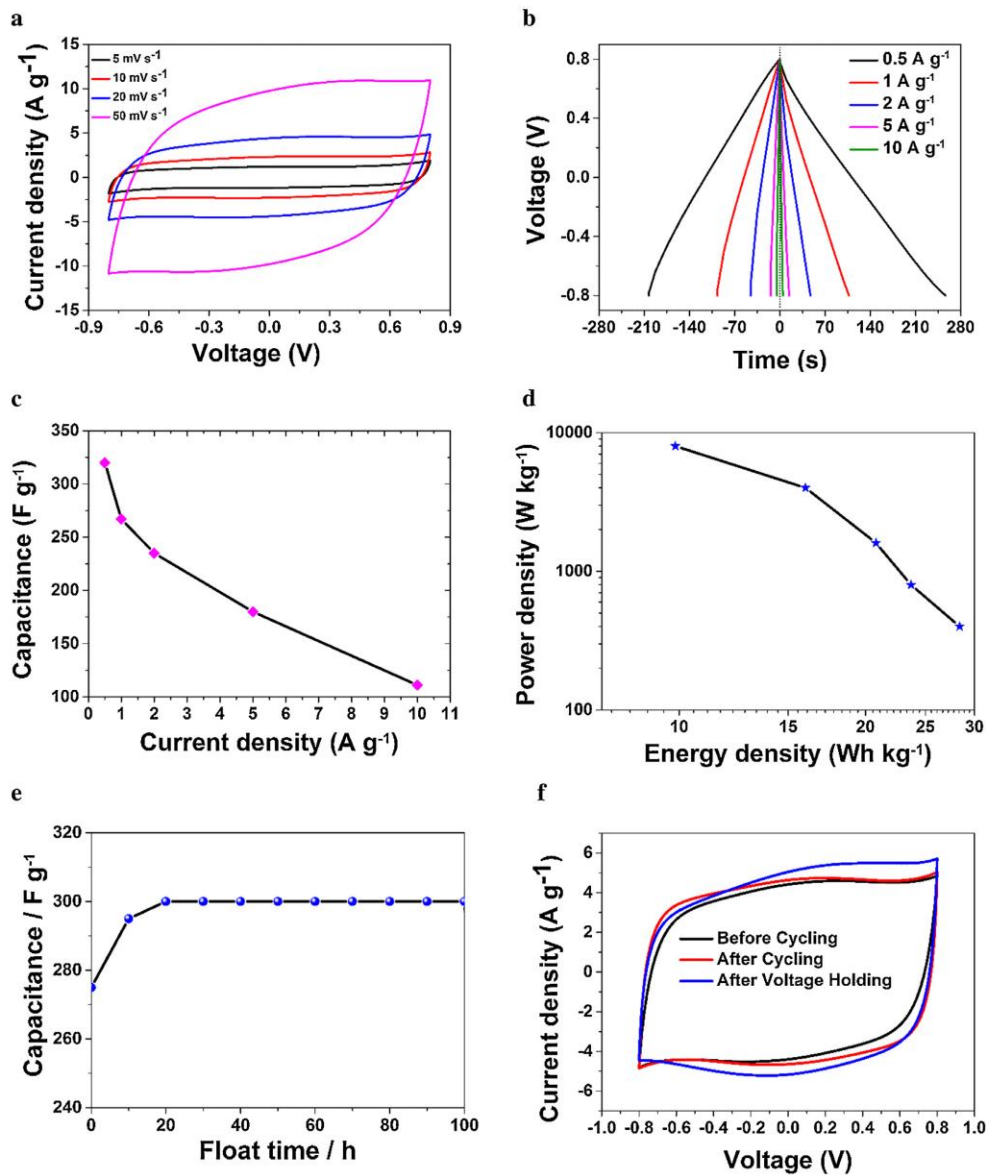 a
5 mV s⁻¹
10 mV s⁻¹
20 mV s⁻¹
50 mV s⁻¹
15
10
5
0
-5
-10
-15
-0.9 -0.6 -0.3 0.0 0.3 0.6 0.9
Current density (A g⁻¹)
Voltage (V)
b
0.5 A g⁻¹
1 A g⁻¹
2 A g⁻¹
5 A g⁻¹
10 A g⁻¹
0.8
0.4
0.0
-0.4
-0.8
-280 -210 -140 -70 0 70 140 210 280
Voltage (V)
Time (s)
c
350
300
250
200
150
100
0 1 2 3 4 5 6 7 8 9 10 11
Capacitance (F g⁻¹)
Current density (A g⁻¹)
d
10000
1000
100
10 15 20 25 30
Power density (W kg⁻¹)
Energy density (Wh kg⁻¹)
e
320
300
280
260
240
0 20 40 60 80 100
Capacitance / F g⁻¹
Float time / h
f
Before Cycling
After Cycling
After Voltage Holding
6
4
2
0
-2
-4
-6
-1.0 -0.8 -0.6 -0.4 -0.2 0.0 0.2 0.4 0.6 0.8 1.0
Current density (A g⁻¹)
Voltage (V)